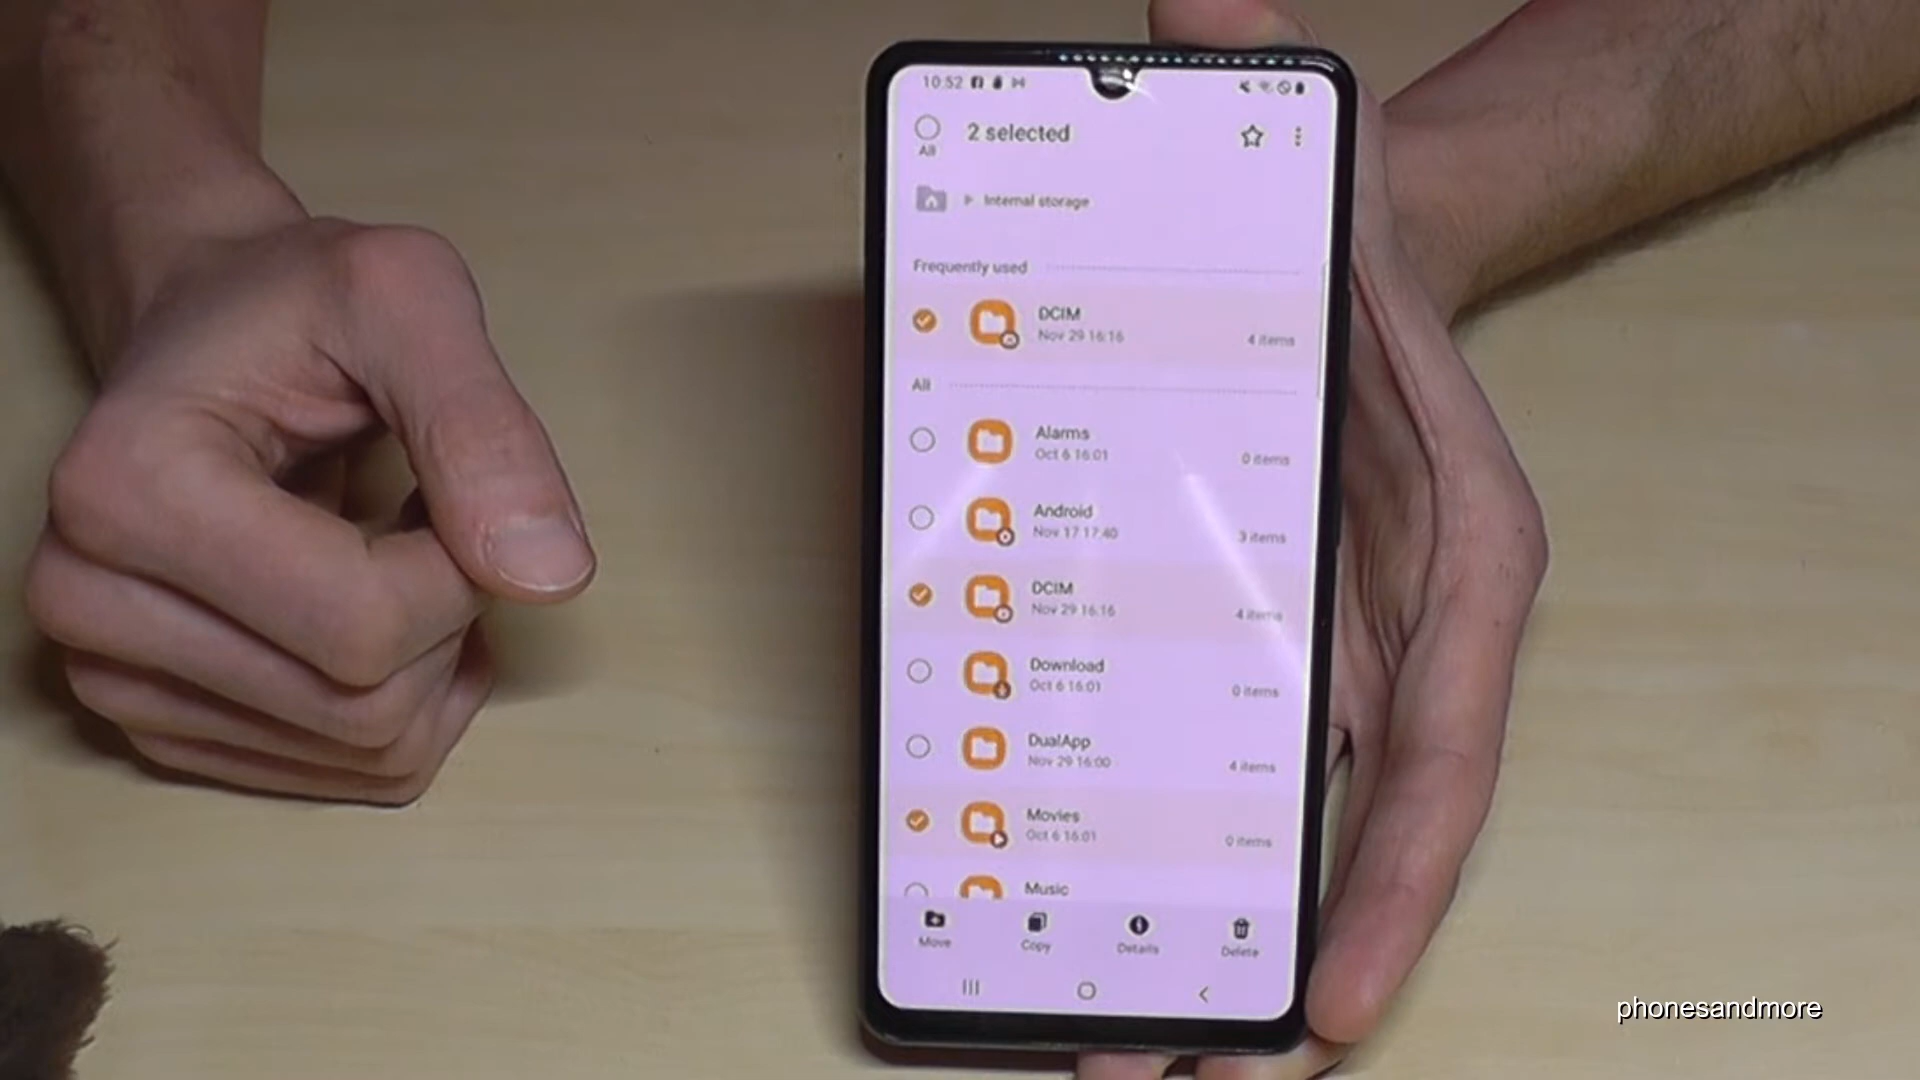 10:52
2 selected
All
Internal storage
Frequently used
DCIM
Nov 29 16:16
4 items
All
Alarms
Oct 6 16:01
0 items
Android
Nov 17 17:40
3 items
DCIM
Nov 29 16:16
4 items
Download
Oct 6 16:01
0 items
DualApp
Nov 29 16:00
4 items
Movies
Oct 6 16:01
0 items
Music
Move
Copy
Details
Delete
phonesandmore